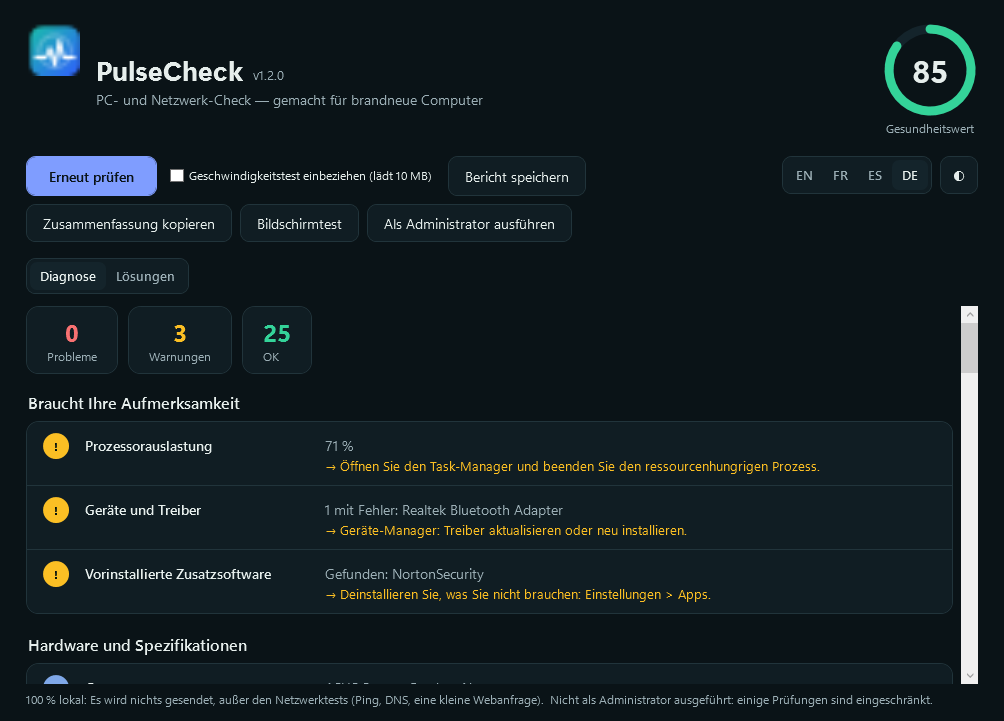 PulseCheck v1.2.0
PC- und Netzwerk-Check — gemacht für brandneue Computer
85
Gesundheitswert
Erneut prüfen
Geschwindigkeitstest einbeziehen (lädt 10 MB)
Bericht speichern
EN FR ES DE
Zusammenfassung kopieren
Bildschirmtest
Als Administrator ausführen
Diagnose
Lösungen
0
Probleme
3
Warnungen
25
OK
Braucht Ihre Aufmerksamkeit
! Prozessorauslastung
71 %
→ Öffnen Sie den Task-Manager und beenden Sie den ressourcenhungrigen Prozess.
! Geräte und Treiber
1 mit Fehler: Realtek Bluetooth Adapter
→ Geräte-Manager: Treiber aktualisieren oder neu installieren.
! Vorinstallierte Zusatzsoftware
Gefunden: NortonSecurity
→ Deinstallieren Sie, was Sie nicht brauchen: Einstellungen > Apps.
Hardware und Spezifikationen
100 % lokal: Es wird nichts gesendet, außer den Netzwerktests (Ping, DNS, eine kleine Webanfrage). Nicht als Administrator ausgeführt: einige Prüfungen sind eingeschränkt.